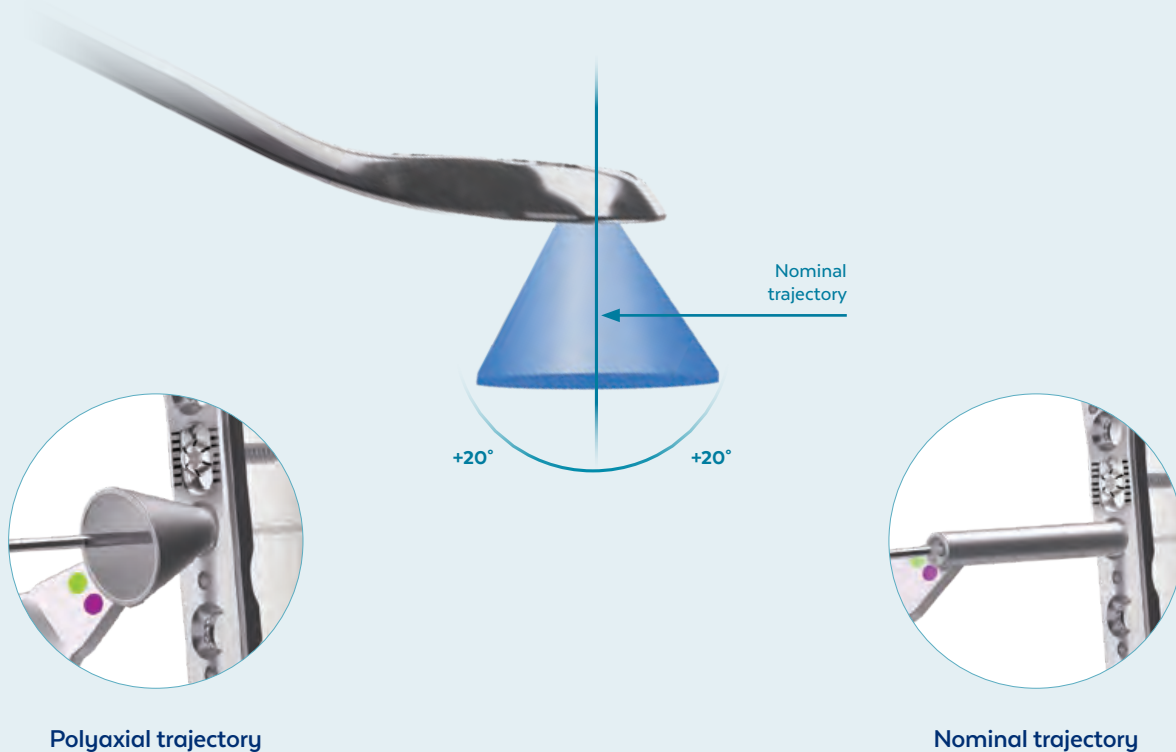 Nominal
trajectory
+20°
+20°
Polyaxial trajectory
Nominal trajectory